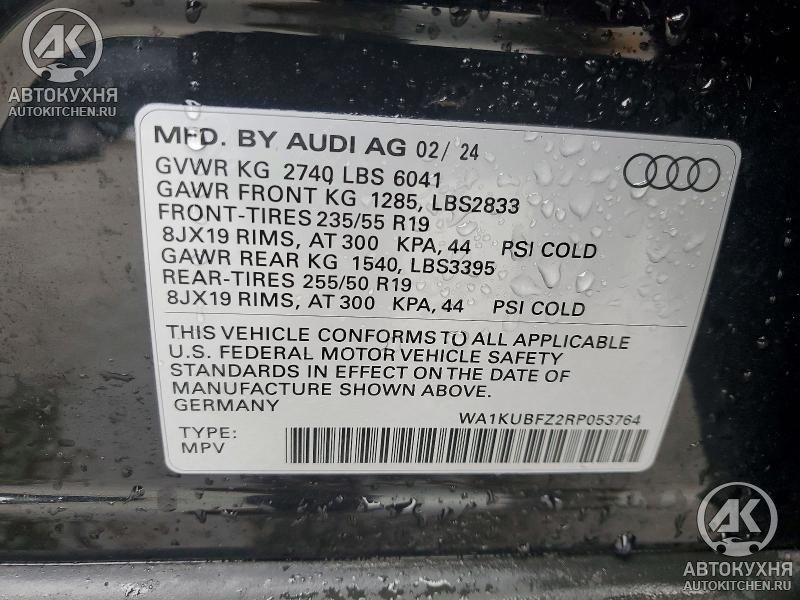 АК
АВТОКУХНЯ
AUTOKITCHEN.RU
MFD. BY AUDI AG 02/ 24
GVWR KG 2740 LBS 6041
GAWR FRONT KG 1285, LBS2833
FRONT-TIRES 235/55 R19
8JX19 RIMS, AT 300 KPA, 44 PSI COLD
GAWR REAR KG 1540, LBS3395
REAR-TIRES 255/50 R19
8JX19 RIMS, AT 300 KPA, 44 PSI COLD
THIS VEHICLE CONFORMS TO ALL APPLICABLE
U.S. FEDERAL MOTOR VEHICLE SAFETY
STANDARDS IN EFFECT ON THE DATE OF
MANUFACTURE SHOWN ABOVE.
GERMANY
WA1KUBFZ2RP053764
TYPE:
MPV
АК
АВТОКУХНЯ
AUTOKITCHEN.RU